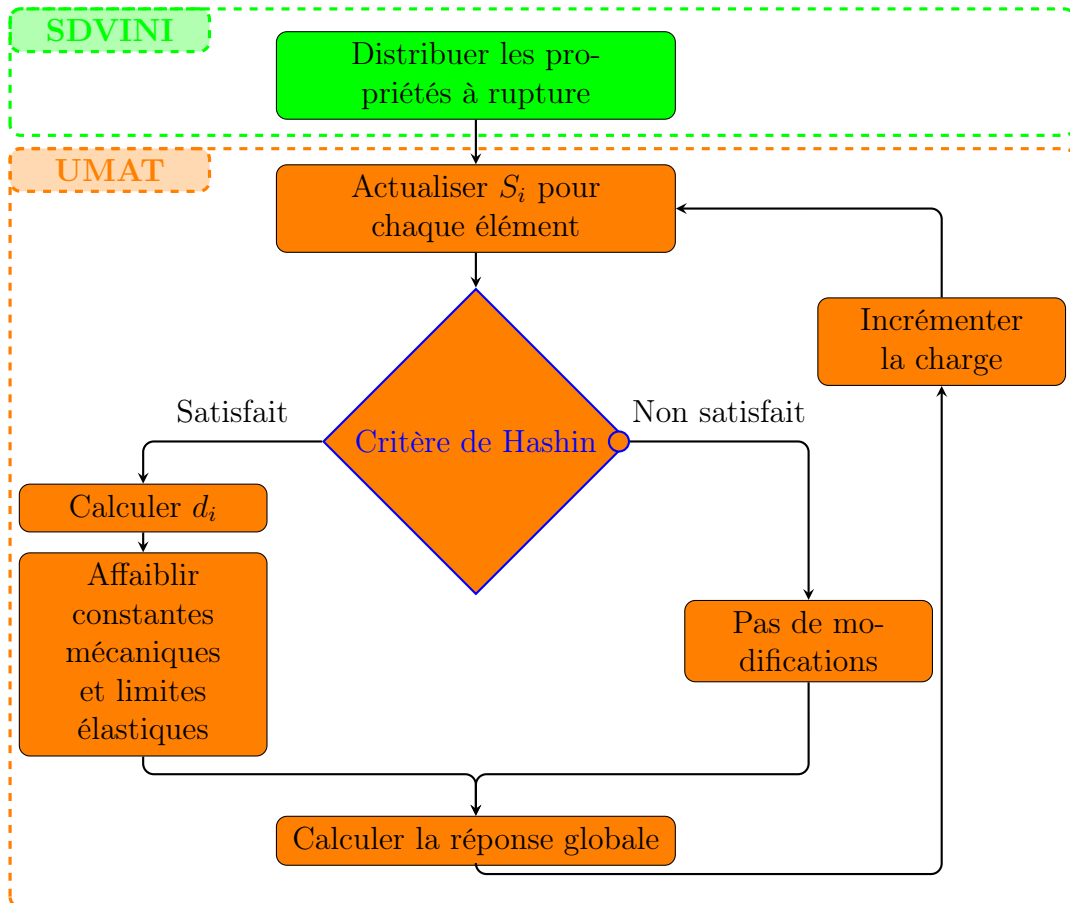 SDVINI
Distribuer les pro-
priétés à rupture
UMAT
Actualiser $S_i$ pour
chaque élément
Incrémenter
la charge
Satisfait
Non satisfait
Critère de Hashin
Calculer $d_i$
Affaiblir
constantes
mécaniques
et limites
élastiques
Pas de mo-
difications
Calculer la réponse globale